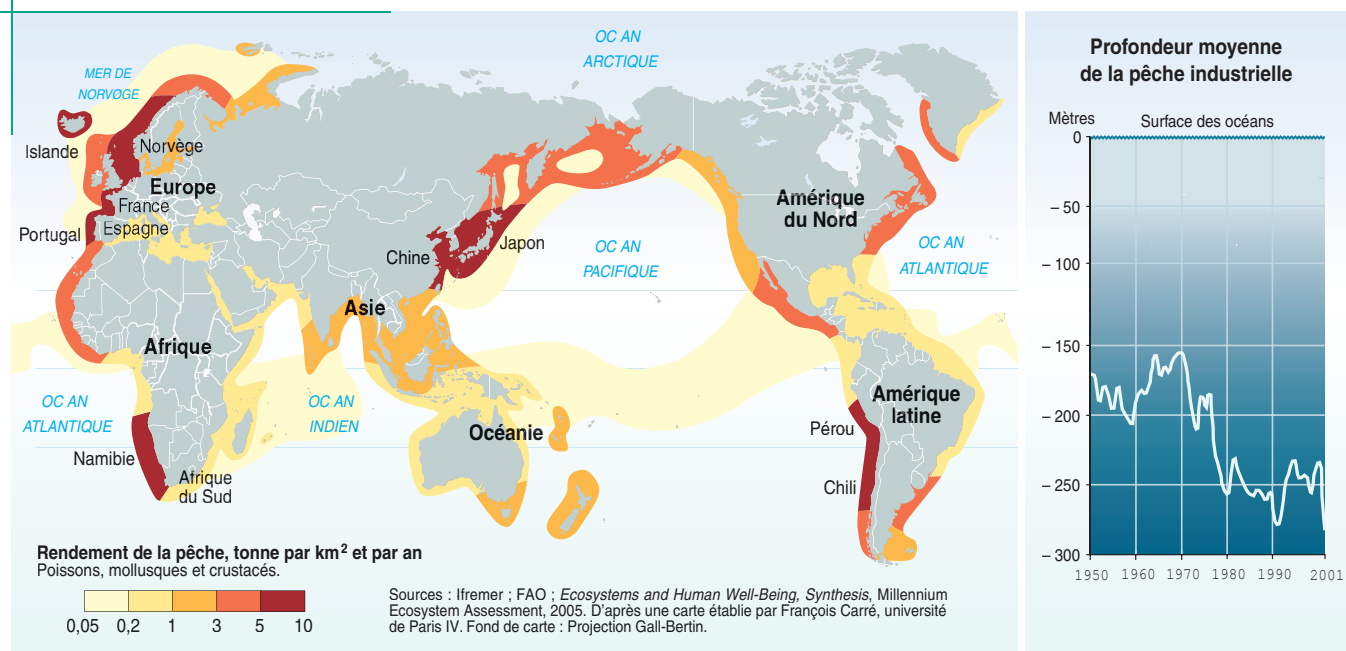 OC AN
ARCTIQUE
MER DE
NORVØGE
Islande
Norvège
Europe
France
Portugal
Espagne
Chine
Japon
Asie
Afrique
OC AN
PACIFIQUE
Amérique
du Nord
OC AN
ATLANTIQUE
OC AN
ATLANTIQUE
OC AN
INDIEN
Océanie
Amérique
latine
Pérou
Chili
Namibie
Afrique
du Sud
Rendement de la pêche, tonne par km² et par an
Poissons, mollusques et crustacés.
0,05 0,2 1 3 5 10
Sources : Ifremer ; FAO ; Ecosystems and Human Well-Being, Synthesis, Millennium
Ecosystem Assessment, 2005. D'après une carte établie par François Carré, université
de Paris IV. Fond de carte : Projection Gall-Bertin.
Profondeur moyenne
de la pêche industrielle
Mètres
Surface des océans
0
– 50
– 100
– 150
– 200
– 250
– 300
1950 1960 1970 1980 1990 2001